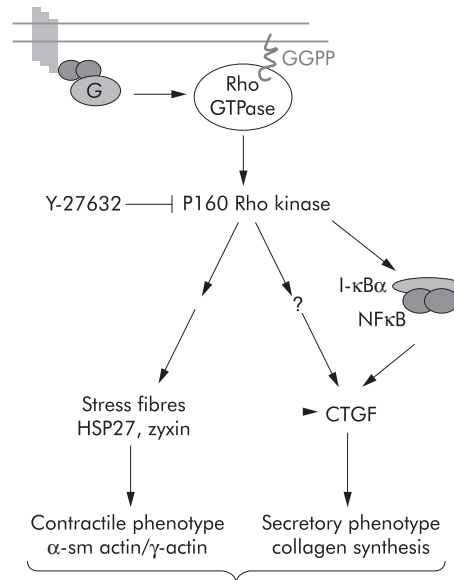 GGPP
G
Rho
GTPase
Y-27632
P160 Rho kinase
I-κBα
NFκB
?
Stress fibres
HSP27, zyxin
CTGF
Contractile phenotype
α-sm actin/γ-actin
Secretory phenotype
collagen synthesis